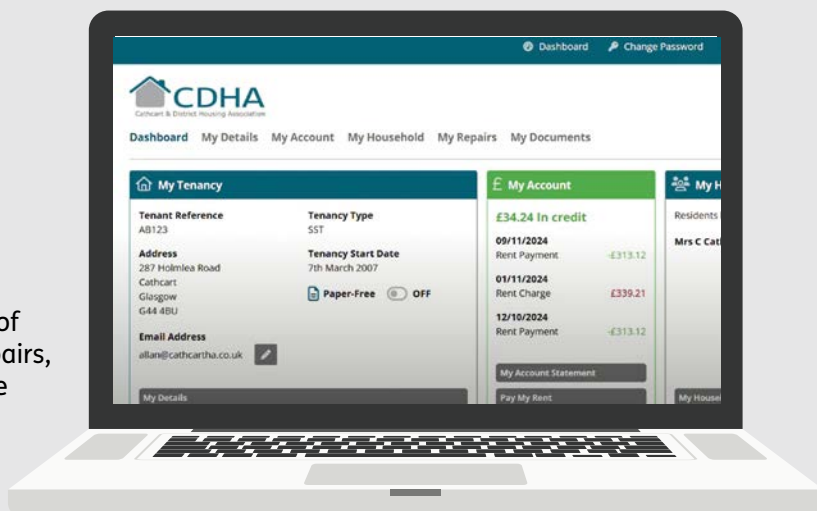 Dashboard Change Password
CDHA
Cathcart & District Housing Association
Dashboard My Details My Account My Household My Repairs My Documents
My Tenancy
Tenant Reference
AB123
Address
287 Holmlea Road
Cathcart
Glasgow
G44 4BU
Email Address
allan@cathcartha.co.uk
My Details
Tenancy Type
SST
Tenancy Start Date
7th March 2007
Paper-Free OFF
£ My Account
£34.24 In credit
09/11/2024
Rent Payment -£313.12
01/11/2024
Rent Charge £339.21
12/10/2024
Rent Payment -£313.12
My Account Statement
Pay My Rent
My H
Residents
Mrs C Cat
My House
of
airs,
e